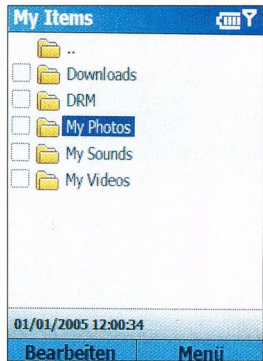 My Items
..
Downloads
DRM
My Photos
My Sounds
My Videos
01/01/2005 12:00:34
Bearbeiten Menü